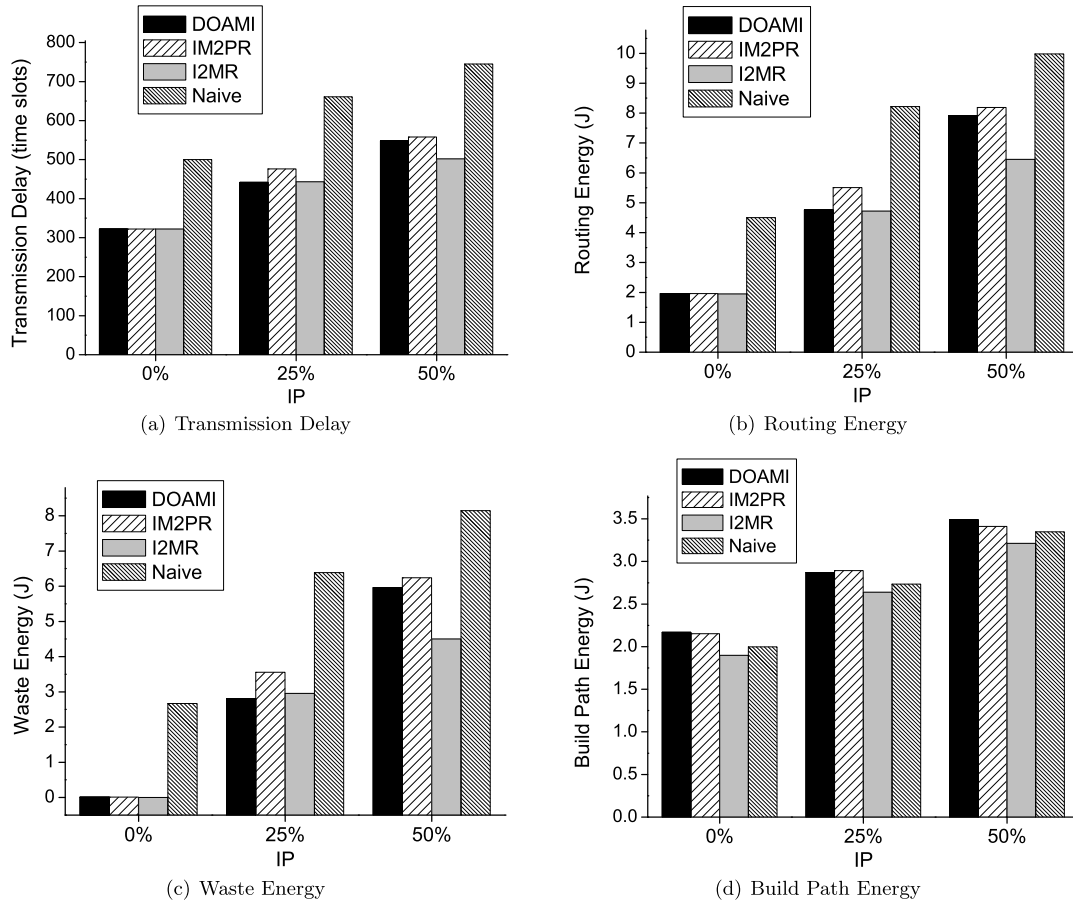 DOAMI
IM2PR
I2MR
Naive
Transmission Delay (time slots)
800
700
600
500
400
300
200
100
0
0% 25% 50%
IP
(a) Transmission Delay
DOAMI
IM2PR
I2MR
Naive
Routing Energy (J)
10
9
8
7
6
5
4
3
2
1
0
0% 25% 50%
IP
(b) Routing Energy
DOAMI
IM2PR
I2MR
Naive
Waste Energy (J)
8
7
6
5
4
3
2
1
0
0% 25% 50%
IP
(c) Waste Energy
DOAMI
IM2PR
I2MR
Naive
Build Path Energy (J)
3.5
3.0
2.5
2.0
1.5
1.0
0.5
0.0
0% 25% 50%
IP
(d) Build Path Energy